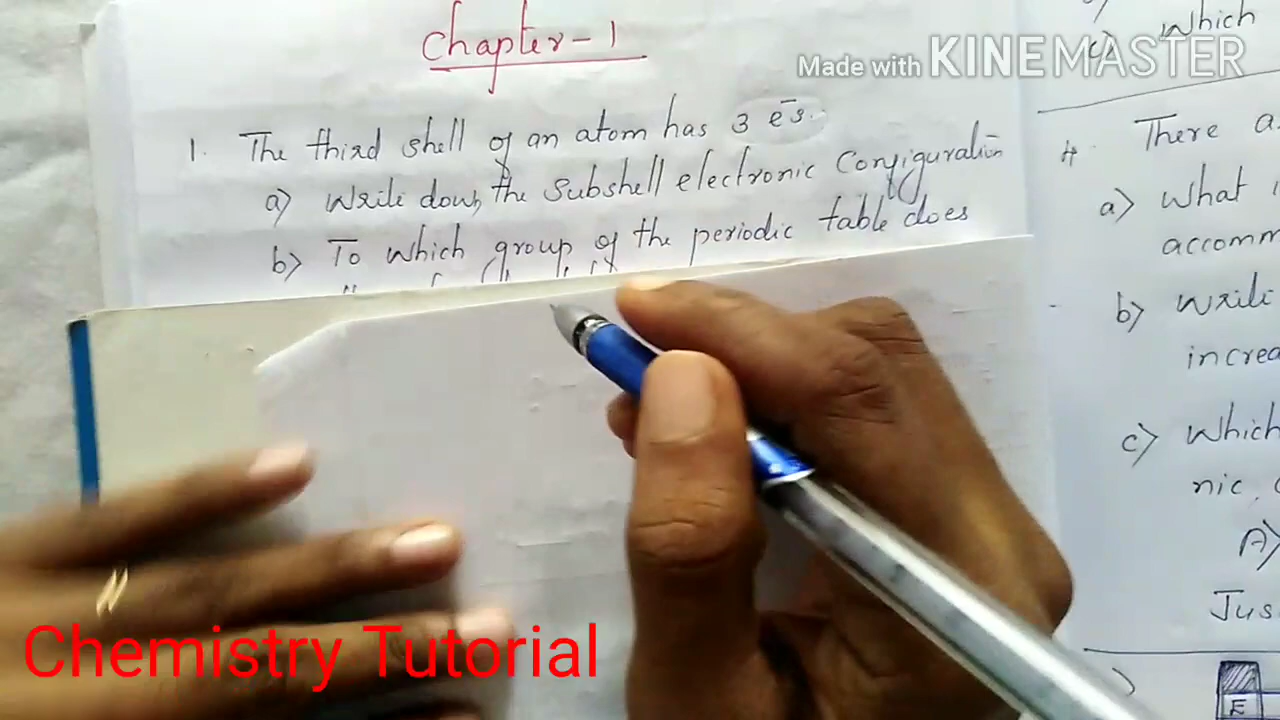 Chapter-1
Made with KINEMASTER
1. The third shell of an atom has 3 e⁻s.
a) Write down the subshell electronic configuration
b) To which group of the periodic table does
c) Which
4. There a
a) What i
accomm
b) Write
increa
c) Which
nic,
A)
Jus
E
Chemistry Tutorial